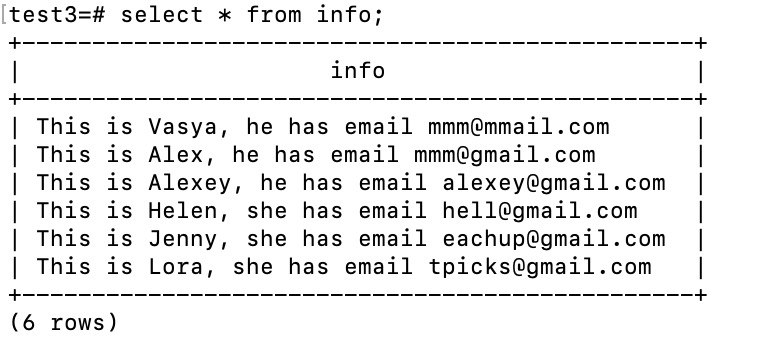 [test3=# select * from info;
+------------------------------------------------+
|                      info                      |
+------------------------------------------------+
| This is Vasya, he has email mmm@mmail.com      |
| This is Alex, he has email mmm@gmail.com       |
| This is Alexey, he has email alexey@gmail.com  |
| This is Helen, she has email hell@gmail.com    |
| This is Jenny, she has email eachup@gmail.com  |
| This is Lora, she has email tpicks@gmail.com   |
+------------------------------------------------+
(6 rows)